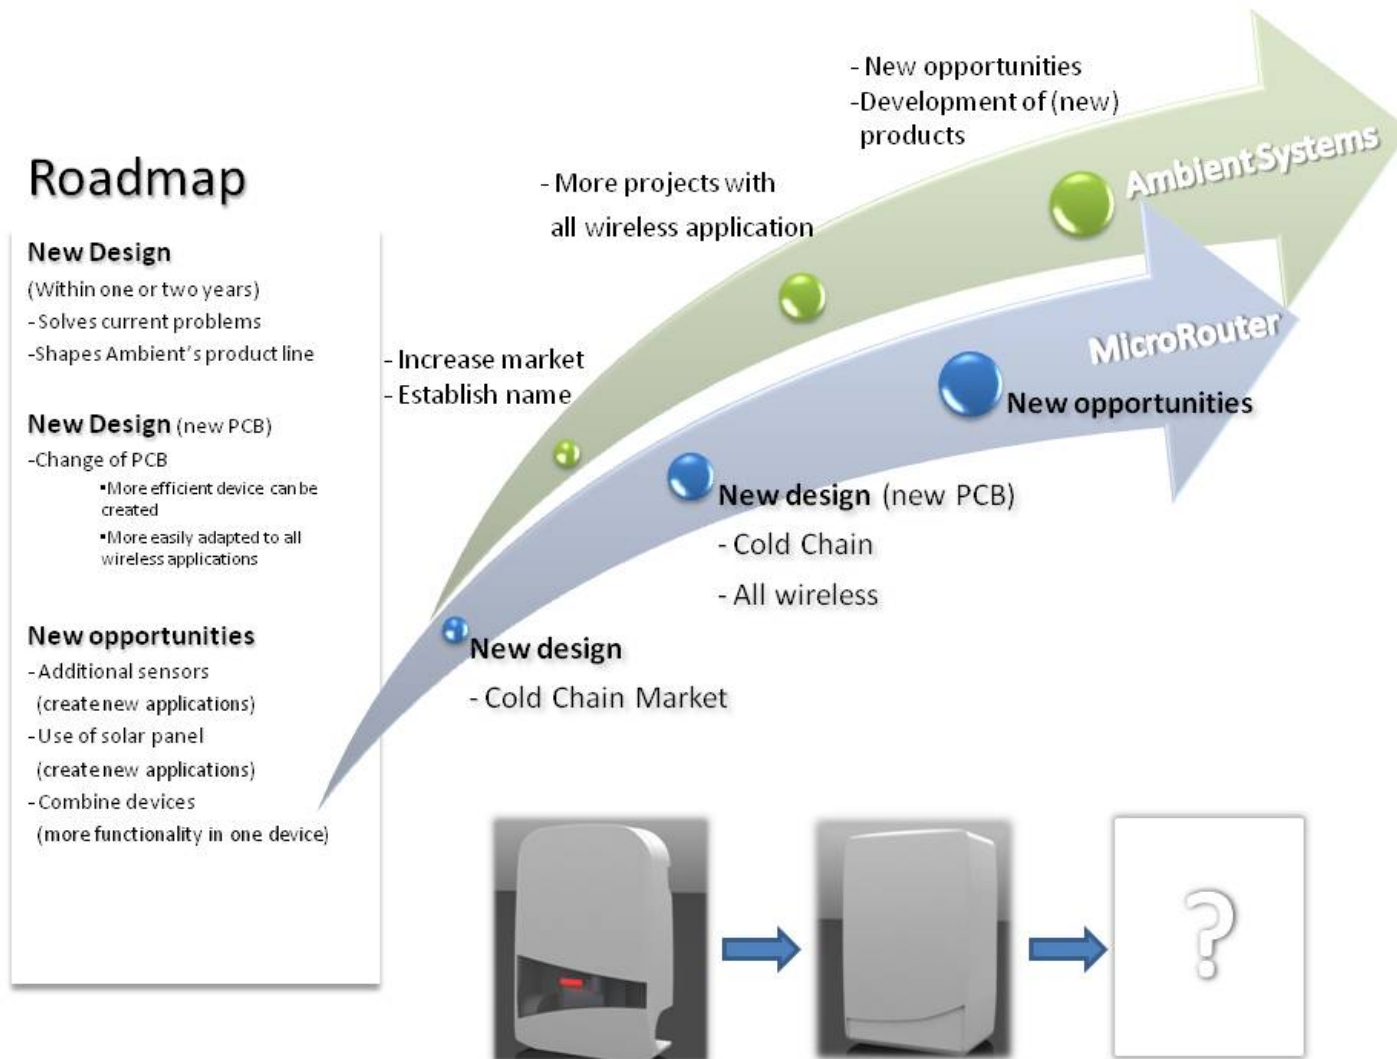 Roadmap
New Design
(Within one or two years)
- Solves current problems
-Shapes Ambient's product line
New Design (new PCB)
-Change of PCB
▪More efficient device can be
created
▪More easily adapted to all
wireless applications
New opportunities
- Additional sensors
(create new applications)
- Use of solar panel
(create new applications)
- Combine devices
(more functionality in one device)
- New opportunities
-Development of (new)
products
- More projects with
all wireless application
- Increase market
- Establish name
Ambient Systems
MicroRouter
New opportunities
New design (new PCB)
- Cold Chain
- All wireless
New design
- Cold Chain Market
?